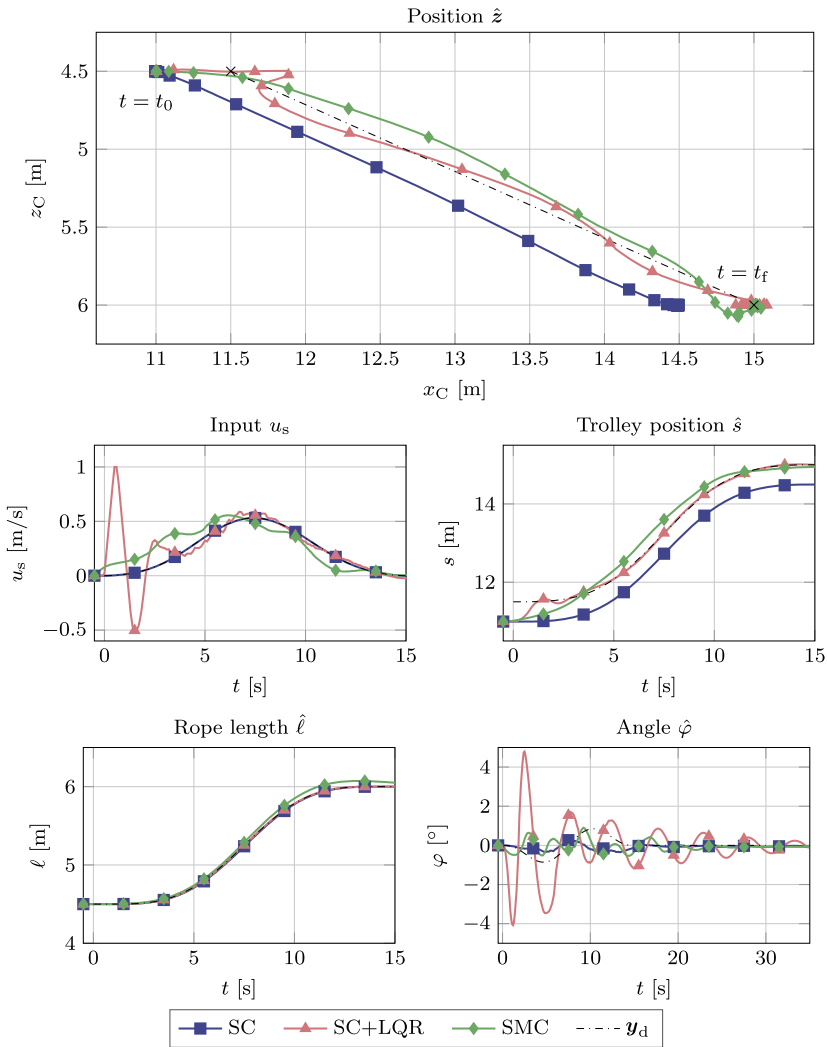 Position ẑ
4.5
5
5.5
6
z_C [m]
t = t_0
t = t_f
11 11.5 12 12.5 13 13.5 14 14.5 15
x_C [m]
Input u_s
1
0.5
0
−0.5
u_s [m/s]
0 5 10 15
t [s]
Trolley position ŝ
14
12
s [m]
0 5 10 15
t [s]
Rope length ℓ̂
6
5
4
ℓ [m]
0 5 10 15
t [s]
Angle φ̂
4
2
0
−2
−4
φ [°]
0 10 20 30
t [s]
SC SC+LQR SMC y_d